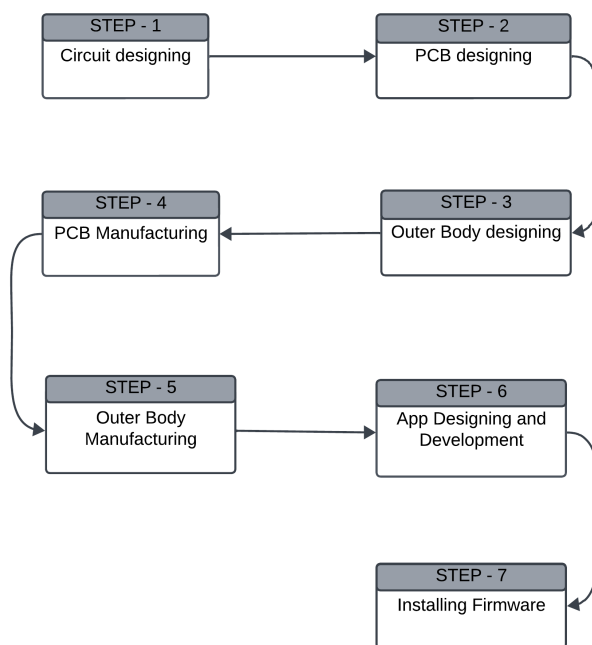 STEP - 1
Circuit designing
STEP - 2
PCB designing
STEP - 3
Outer Body designing
STEP - 4
PCB Manufacturing
STEP - 5
Outer Body
Manufacturing
STEP - 6
App Designing and
Development
STEP - 7
Installing Firmware